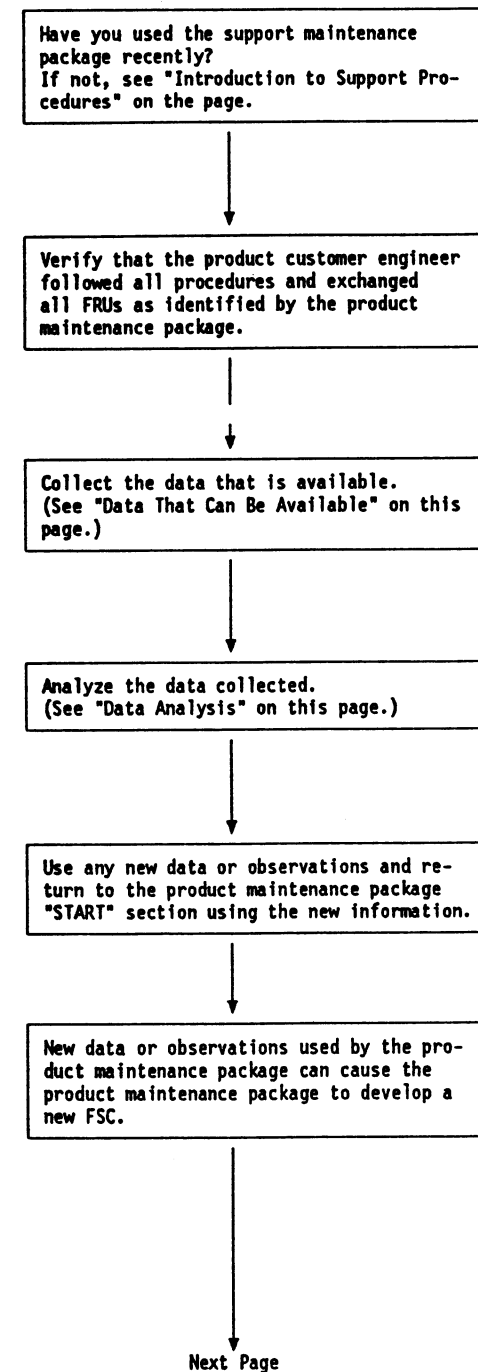 Have you used the support maintenance
package recently?
If not, see "Introduction to Support Pro-
cedures" on the page.
Verify that the product customer engineer
followed all procedures and exchanged
all FRUs as identified by the product
maintenance package.
Collect the data that is available.
(See "Data That Can Be Available" on this
page.)
Analyze the data collected.
(See "Data Analysis" on this page.)
Use any new data or observations and re-
turn to the product maintenance package
"START" section using the new information.
New data or observations used by the pro-
duct maintenance package can cause the
product maintenance package to develop a
new FSC.
Next Page